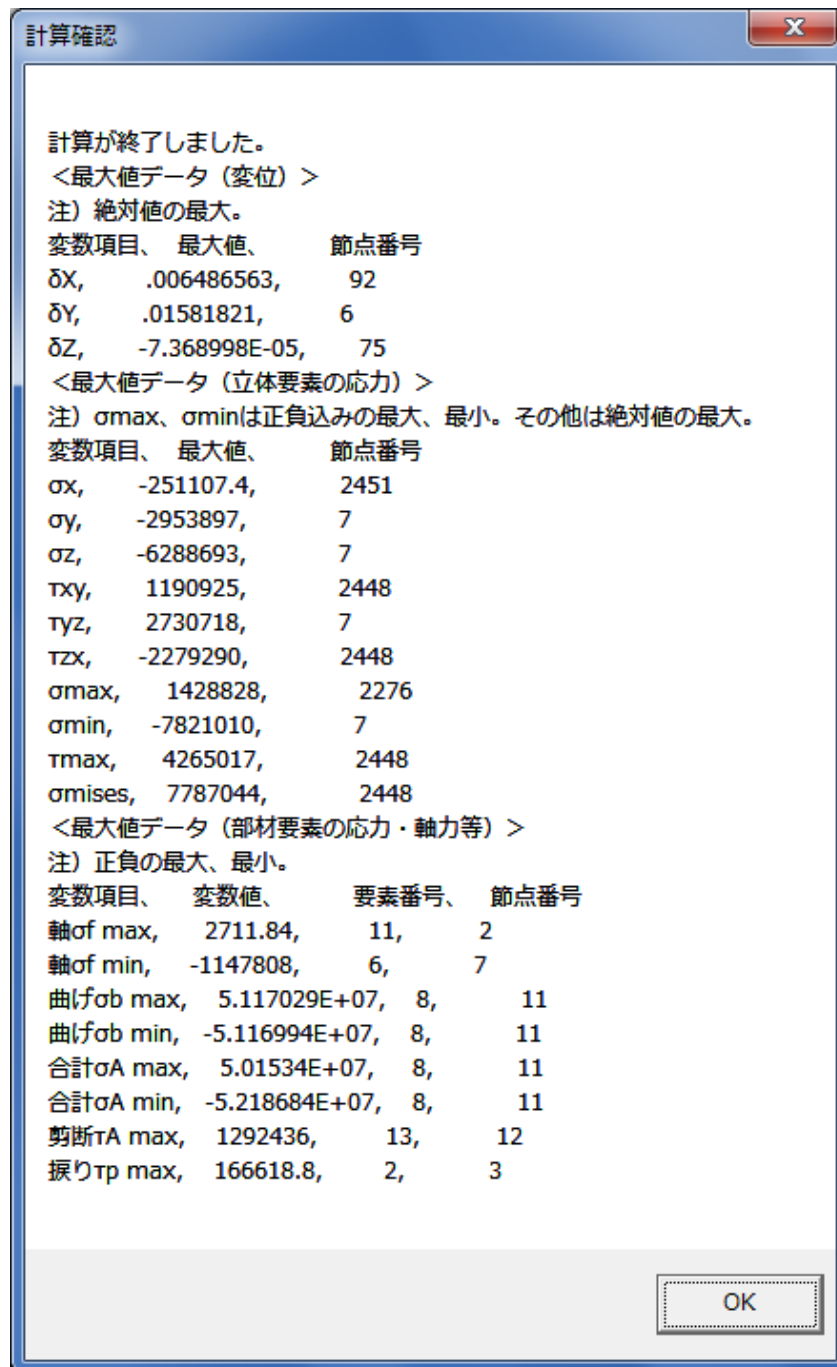 計算確認
計算が終了しました。
＜最大値データ（変位）＞
注）絶対値の最大。
変数項目、 最大値、 節点番号
δX, .006486563, 92
δY, .01581821, 6
δZ, -7.368998E-05, 75
＜最大値データ（立体要素の応力）＞
注）σmax、σminは正負込みの最大、最小。その他は絶対値の最大。
変数項目、 最大値、 節点番号
σx, -251107.4, 2451
σy, -2953897, 7
σz, -6288693, 7
τxy, 1190925, 2448
τyz, 2730718, 7
τzx, -2279290, 2448
σmax, 1428828, 2276
σmin, -7821010, 7
τmax, 4265017, 2448
σmises, 7787044, 2448
＜最大値データ（部材要素の応力・軸力等）＞
注）正負の最大、最小。
変数項目、 変数値、 要素番号、 節点番号
軸σf max, 2711.84, 11, 2
軸σf min, -1147808, 6, 7
曲げσb max, 5.117029E+07, 8, 11
曲げσb min, -5.116994E+07, 8, 11
合計σA max, 5.01534E+07, 8, 11
合計σA min, -5.218684E+07, 8, 11
剪断τA max, 1292436, 13, 12
捩りτp max, 166618.8, 2, 3
OK